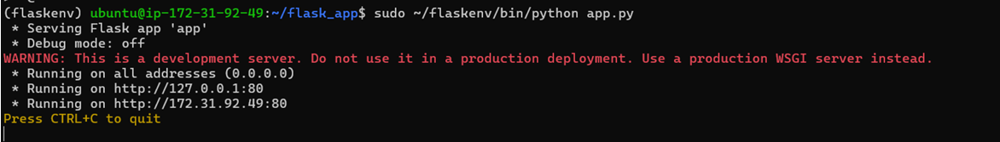 (flaskenv) ubuntu@ip-172-31-92-49:~/flask_app$ sudo ~/flaskenv/bin/python app.py
 * Serving Flask app 'app'
 * Debug mode: off
WARNING: This is a development server. Do not use it in a production deployment. Use a production WSGI server instead.
 * Running on all addresses (0.0.0.0)
 * Running on http://127.0.0.1:80
 * Running on http://172.31.92.49:80
Press CTRL+C to quit